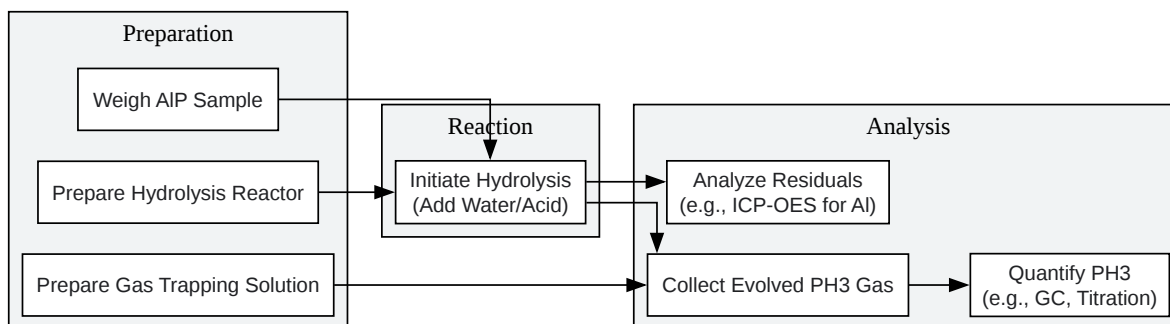 Preparation
Weigh AlP Sample
Prepare Hydrolysis Reactor
Prepare Gas Trapping Solution
Reaction
Initiate Hydrolysis
(Add Water/Acid)
Analysis
Analyze Residuals
(e.g., ICP-OES for Al)
Collect Evolved PH3 Gas
Quantify PH3
(e.g., GC, Titration)